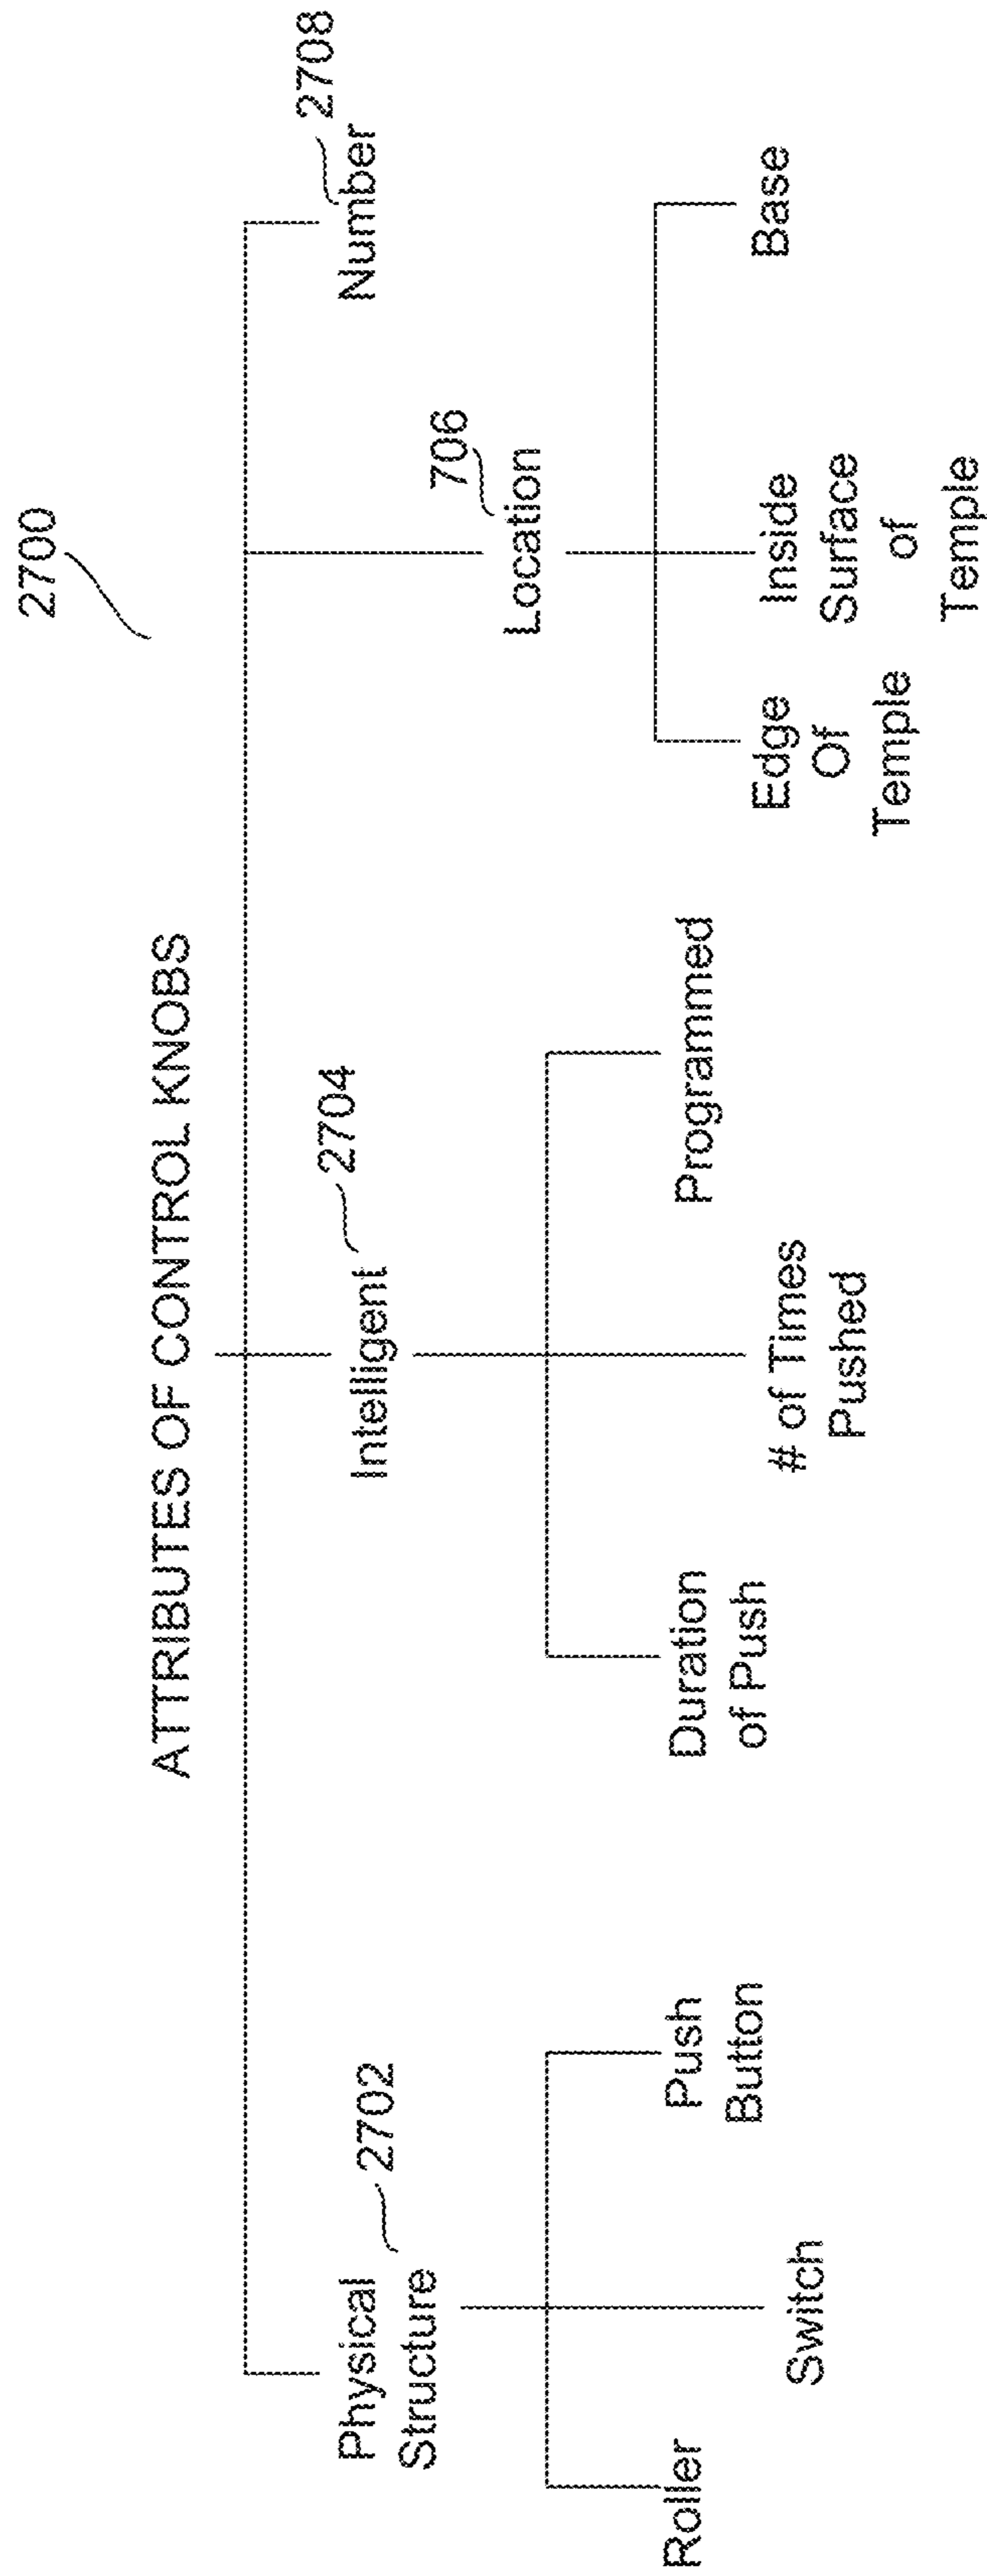 2700
ATTRIBUTES OF CONTROL KNOBS
Physical
Structure
2702
Intelligent
2704
Location
706
Number
2708
Roller
Switch
Push
Button
Duration
of Push
# of Times
Pushed
Programmed
Edge
Of
Temple
Inside
Surface
of
Temple
Base